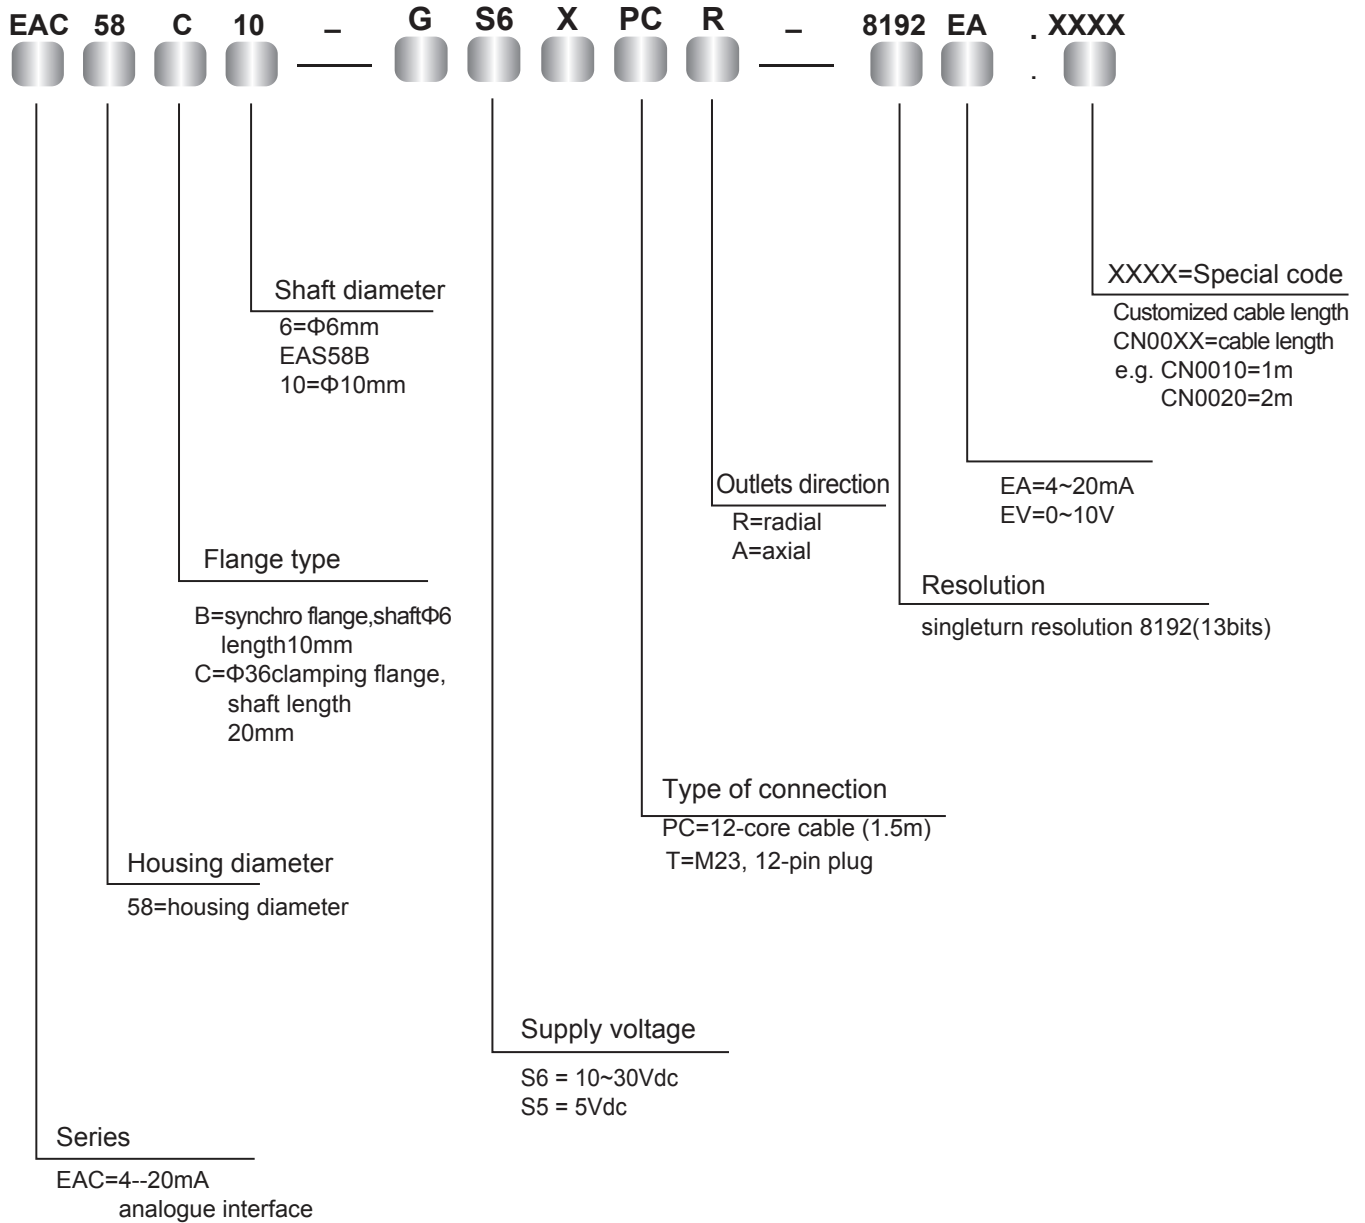 EAC 58 C 10 – G S6 X PC R – 8192 EA . XXXX
.
Shaft diameter
6=Φ6mm
EAS58B
10=Φ10mm
XXXX=Special code
Customized cable length
CN00XX=cable length
e.g. CN0010=1m
CN0020=2m
EA=4~20mA
EV=0~10V
Outlets direction
R=radial
A=axial
Flange type
B=synchro flange,shaftΦ6
length10mm
C=Φ36clamping flange,
shaft length
20mm
Resolution
singleturn resolution 8192(13bits)
Type of connection
PC=12-core cable (1.5m)
T=M23, 12-pin plug
Housing diameter
58=housing diameter
Supply voltage
S6 = 10~30Vdc
S5 = 5Vdc
Series
EAC=4--20mA
analogue interface